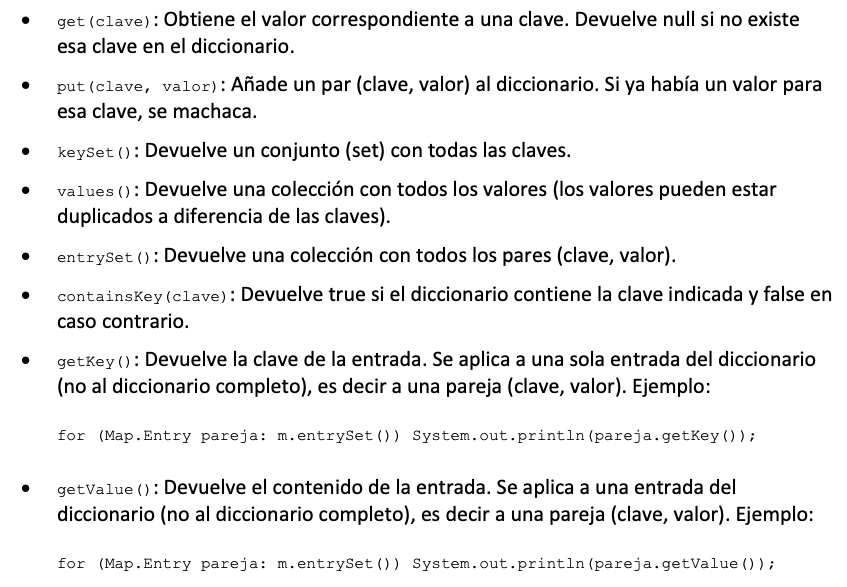 • get(clave): Obtiene el valor correspondiente a una clave. Devuelve null si no existe
esa clave en el diccionario.
• put(clave, valor): Añade un par (clave, valor) al diccionario. Si ya había un valor para
esa clave, se machaca.
• keySet(): Devuelve un conjunto (set) con todas las claves.
• values(): Devuelve una colección con todos los valores (los valores pueden estar
duplicados a diferencia de las claves).
• entrySet(): Devuelve una colección con todos los pares (clave, valor).
• containsKey(clave): Devuelve true si el diccionario contiene la clave indicada y false en
caso contrario.
• getKey(): Devuelve la clave de la entrada. Se aplica a una sola entrada del diccionario
(no al diccionario completo), es decir a una pareja (clave, valor). Ejemplo:
for (Map.Entry pareja: m.entrySet()) System.out.println(pareja.getKey());
• getValue(): Devuelve el contenido de la entrada. Se aplica a una entrada del
diccionario (no al diccionario completo), es decir a una pareja (clave, valor). Ejemplo:
for (Map.Entry pareja: m.entrySet()) System.out.println(pareja.getValue());